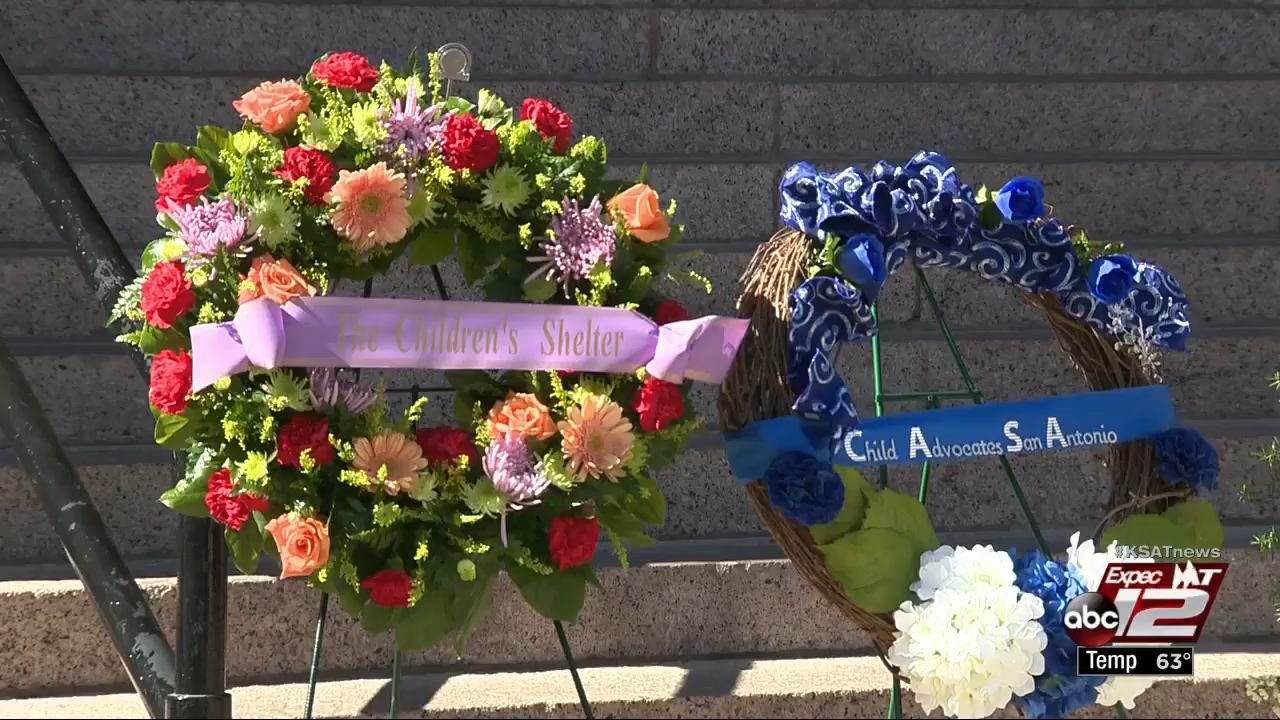 The Children's Shelter
Child Advocates San Antonio
#KSATnews
Expec
abc
12
Temp 63°